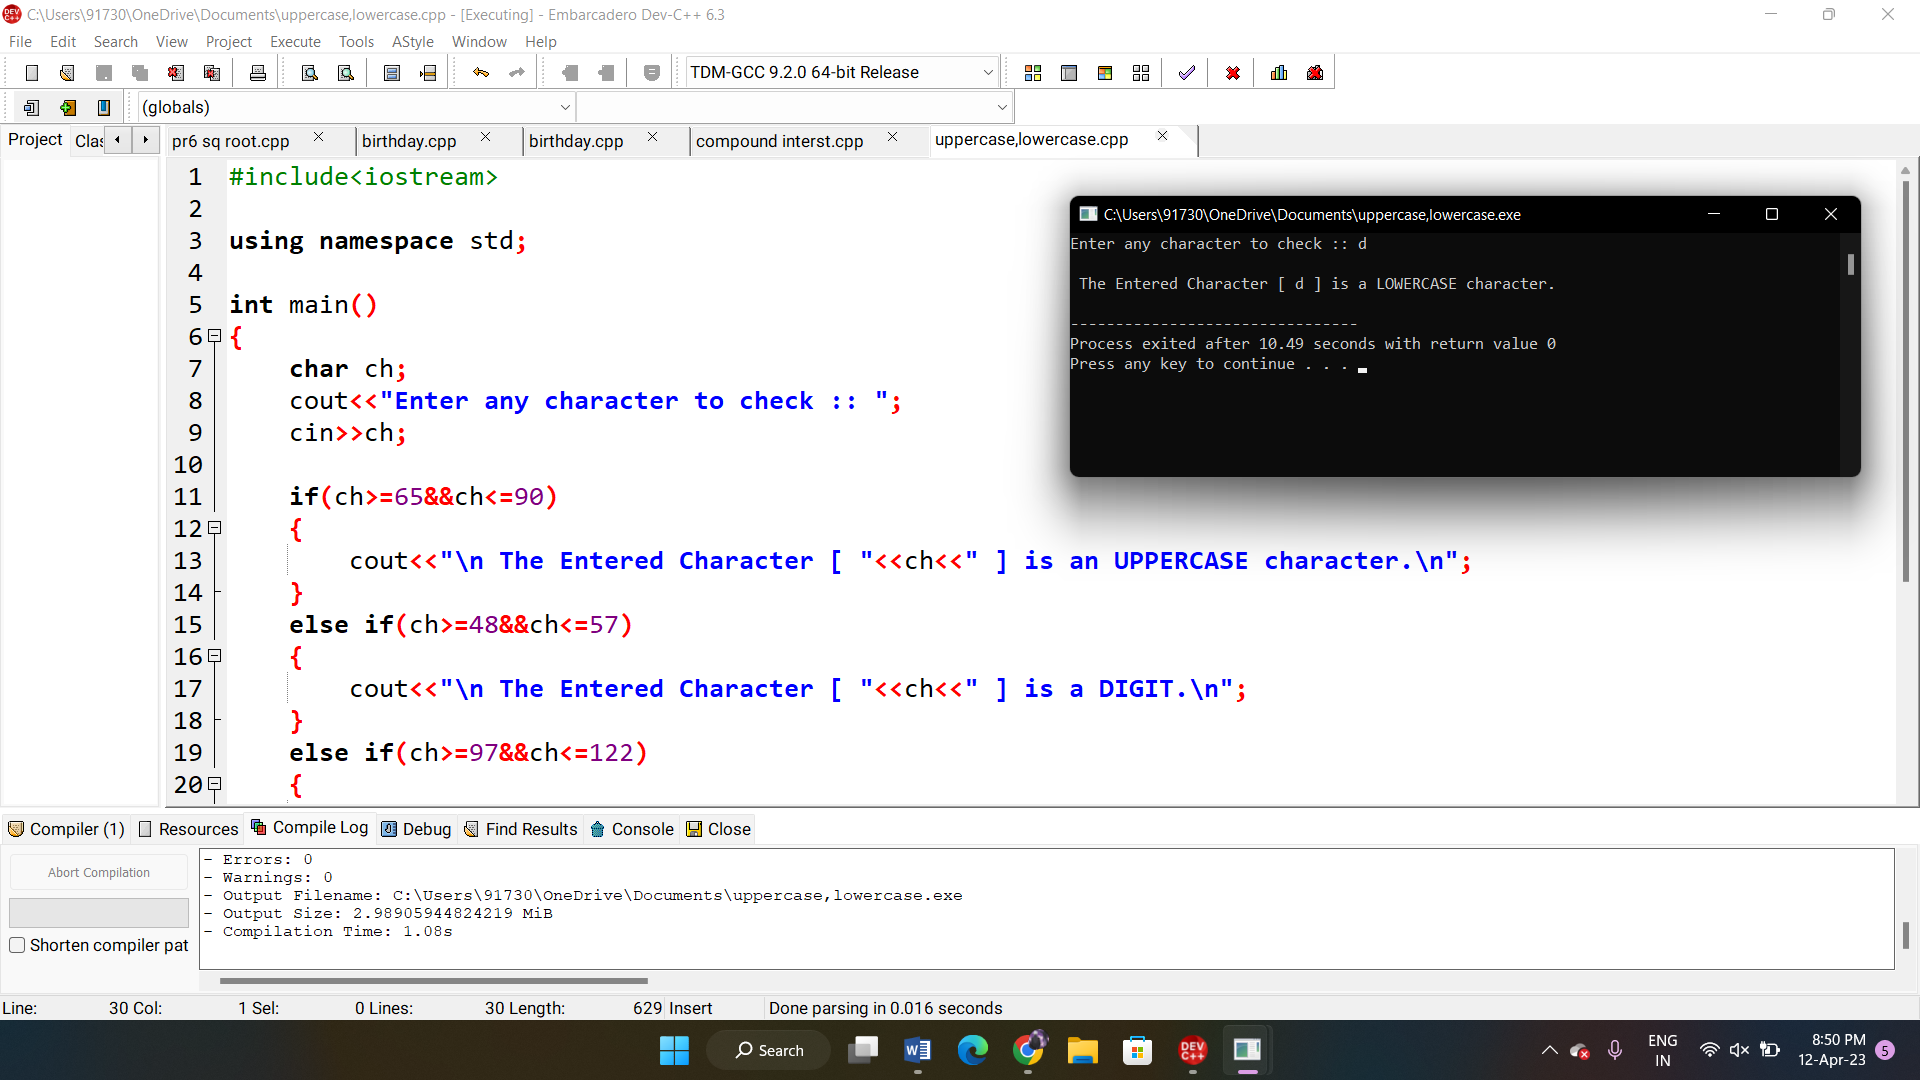 C:\Users\91730\OneDrive\Documents\uppercase,lowercase.cpp - [Executing] - Embarcadero Dev-C++ 6.3
File Edit Search View Project Execute Tools AStyle Window Help
TDM-GCC 9.2.0 64-bit Release
(globals)
Project Clas pr6 sq root.cpp birthday.cpp birthday.cpp compound interst.cpp uppercase,lowercase.cpp
1 #include<iostream>
2
3 using namespace std;
4
5 int main()
6 {
7 char ch;
8 cout<<"Enter any character to check :: ";
9 cin>>ch;
10
11 if(ch>=65&&ch<=90)
12 {
13 cout<<"\n The Entered Character [ "<<ch<<" ] is an UPPERCASE character.\n";
14 }
15 else if(ch>=48&&ch<=57)
16 {
17 cout<<"\n The Entered Character [ "<<ch<<" ] is a DIGIT.\n";
18 }
19 else if(ch>=97&&ch<=122)
20 {
C:\Users\91730\OneDrive\Documents\uppercase,lowercase.exe
Enter any character to check :: d
The Entered Character [ d ] is a LOWERCASE character.
--------------------------------
Process exited after 10.49 seconds with return value 0
Press any key to continue . . .
Compiler (1) Resources Compile Log Debug Find Results Console Close
Abort Compilation
Shorten compiler pat
- Errors: 0
- Warnings: 0
- Output Filename: C:\Users\91730\OneDrive\Documents\uppercase,lowercase.exe
- Output Size: 2.98905944824219 MiB
- Compilation Time: 1.08s
Line: 30 Col: 1 Sel: 0 Lines: 30 Length: 629 Insert Done parsing in 0.016 seconds
Search
DEV C++
ENG
IN
8:50 PM
12-Apr-23
5